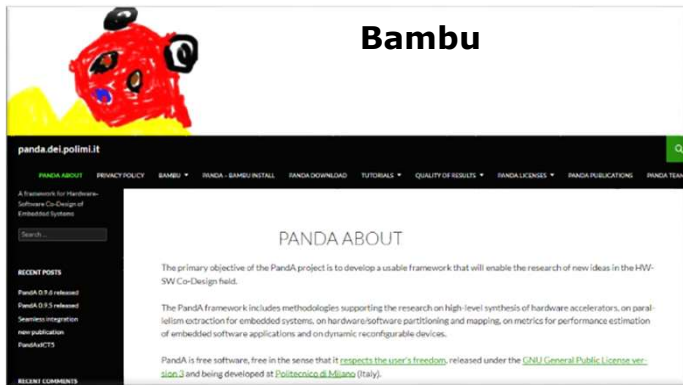 Bambu
panda.dei.polimi.it
PANDA ABOUT PRIVACY POLICY BAMBU PANDA – BAMBU INSTALL PANDA DOWNLOAD TUTORIALS QUALITY OF RESULTS PANDA LICENSES PANDA PUBLICATIONS PANDA TEAM
A framework for Hardware-
Software Co-Design of
Embedded Systems
Search ...
RECENT POSTS
PandA 0.9.6 released
PandA 0.9.5 released
Seamless integration
new publication
PandAxICT5
RECENT COMMENTS
PANDA ABOUT
The primary objective of the PandA project is to develop a usable framework that will enable the research of new ideas in the HW-
SW Co-Design field.
The PandA framework includes methodologies supporting the research on high-level synthesis of hardware accelerators, on paral-
lelism extraction for embedded systems, on hardware/software partitioning and mapping, on metrics for performance estimation
of embedded software applications and on dynamic reconfigurable devices.
PandA is free software, free in the sense that it respects the user's freedom, released under the GNU General Public License ver-
sion 3 and being developed at Politecnico di Milano (Italy).